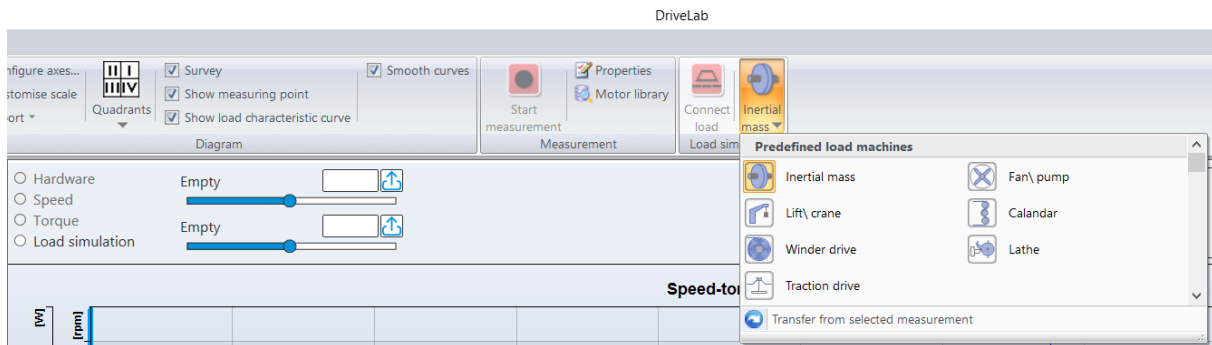 DriveLab
nfigure axes...
stomise scale
port
Quadrants
Survey
Show measuring point
Show load characteristic curve
Smooth curves
Diagram
Start
measurement
Properties
Motor library
Measurement
Connect
load
Inertial
mass
Load sim
Predefined load machines
Inertial mass
Fan\ pump
Lift\ crane
Calandar
Winder drive
Lathe
Traction drive
Transfer from selected measurement
Hardware
Speed
Torque
Load simulation
Empty
Empty
Speed-tor
[W]
[rpm]